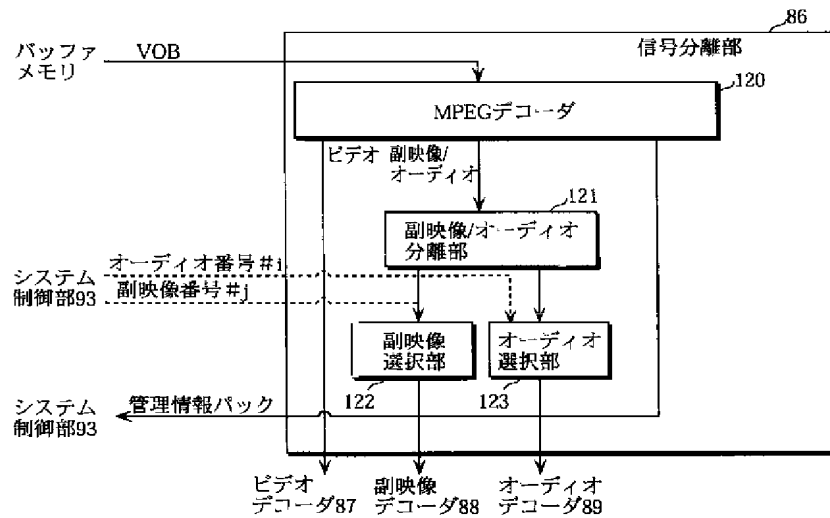 86
信号分離部
バッファ
メモリ
VOB
120
MPEGデコーダ
ビデオ
副映像/
オーディオ
121
副映像/オーディオ
分離部
オーディオ番号#i
システム
制御部93
副映像番号#j
副映像
選択部
オーディオ
選択部
122
123
システム
制御部93
管理情報パック
ビデオ
デコーダ87
副映像
デコーダ88
オーディオ
デコーダ89